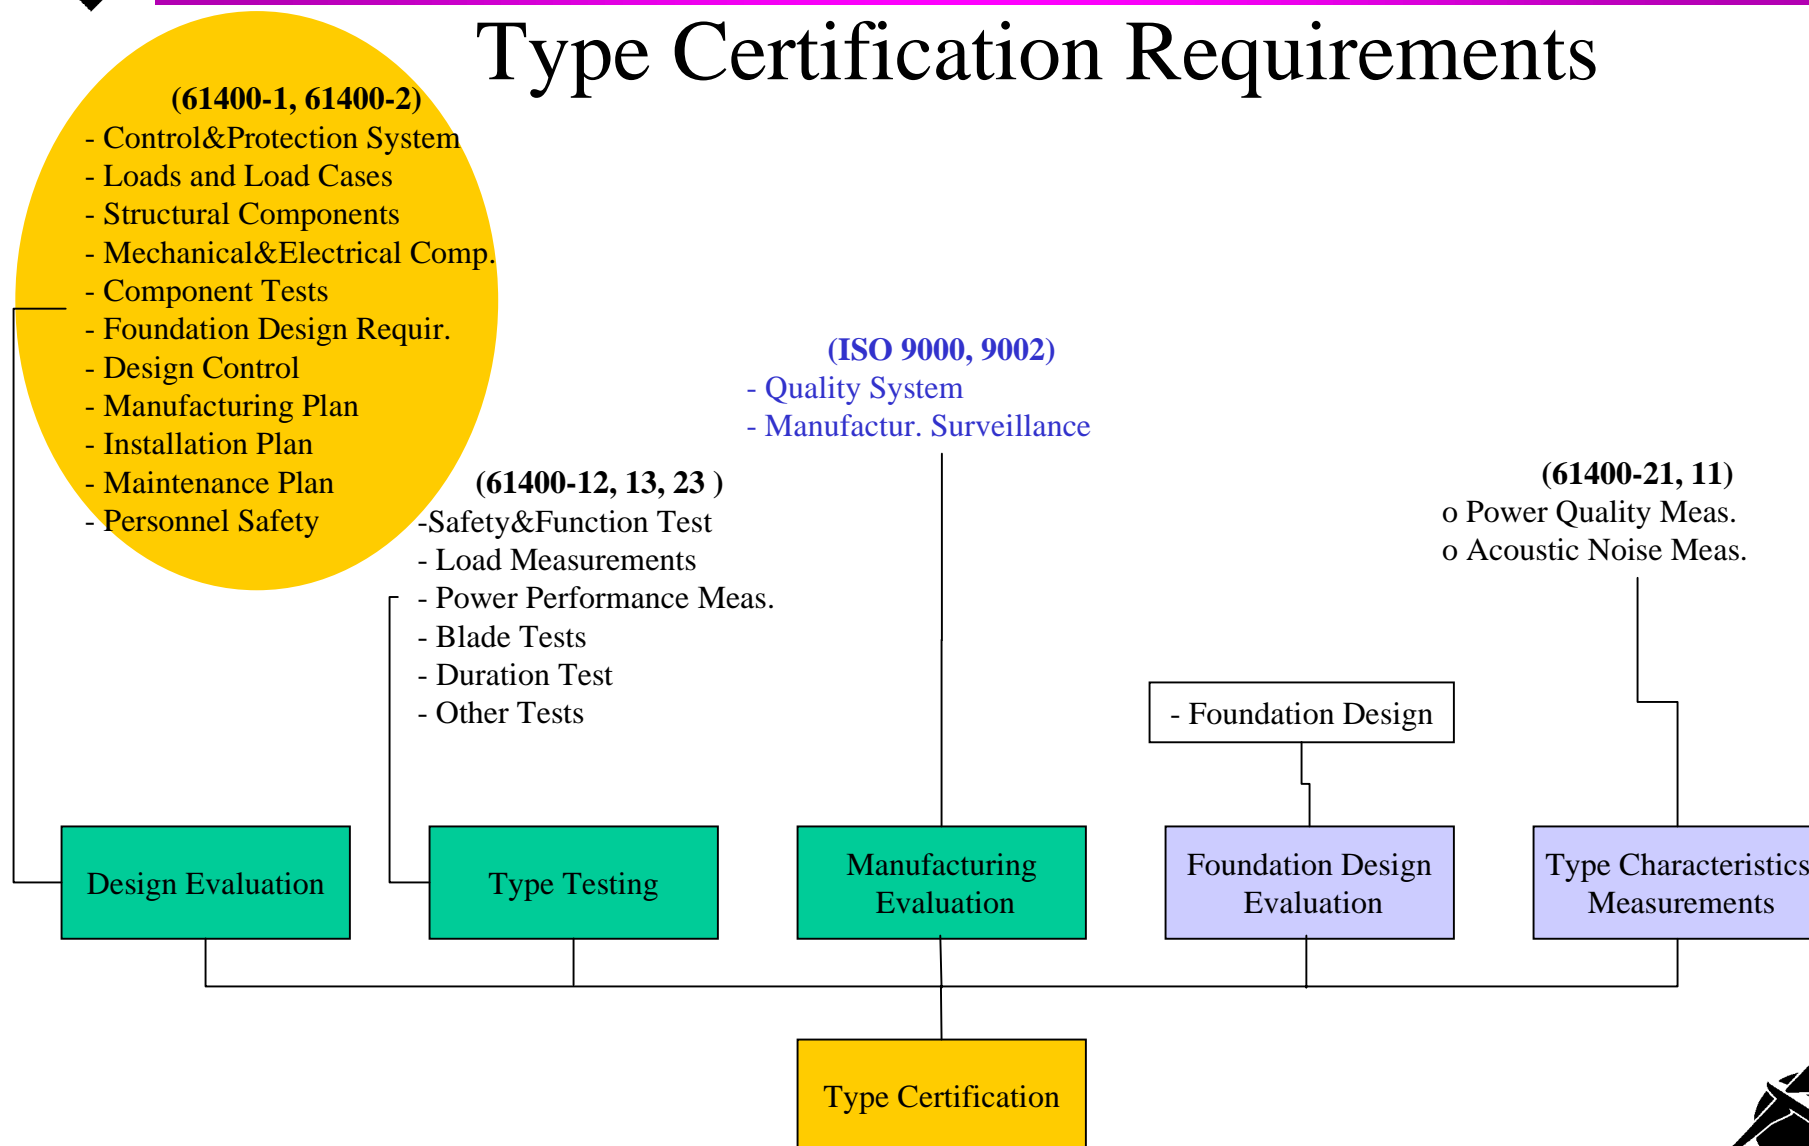 Type Certification Requirements
(61400-1, 61400-2)
- Control&Protection System
- Loads and Load Cases
- Structural Components
- Mechanical&Electrical Comp.
- Component Tests
- Foundation Design Requir.
- Design Control
- Manufacturing Plan
- Installation Plan
- Maintenance Plan
- Personnel Safety
(61400-12, 13, 23 )
-Safety&Function Test
- Load Measurements
- Power Performance Meas.
- Blade Tests
- Duration Test
- Other Tests
(ISO 9000, 9002)
- Quality System
- Manufactur. Surveillance
- Foundation Design
(61400-21, 11)
o Power Quality Meas.
o Acoustic Noise Meas.
Design Evaluation
Type Testing
Manufacturing
Evaluation
Foundation Design
Evaluation
Type Characteristics
Measurements
Type Certification